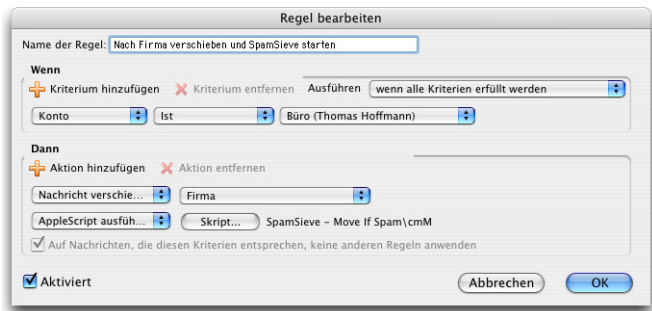 Regel bearbeiten
Name der Regel: Nach Firma verschieben und SpamSieve starten
Wenn
Kriterium hinzufügen Kriterium entfernen Ausführen wenn alle Kriterien erfüllt werden
Konto Ist Büro (Thomas Hoffmann)
Dann
Aktion hinzufügen Aktion entfernen
Nachricht verschie... Firma
AppleScript ausfüh... Skript... SpamSieve - Move If Spam\cmM
Auf Nachrichten, die diesen Kriterien entsprechen, keine anderen Regeln anwenden
Aktiviert Abbrechen OK